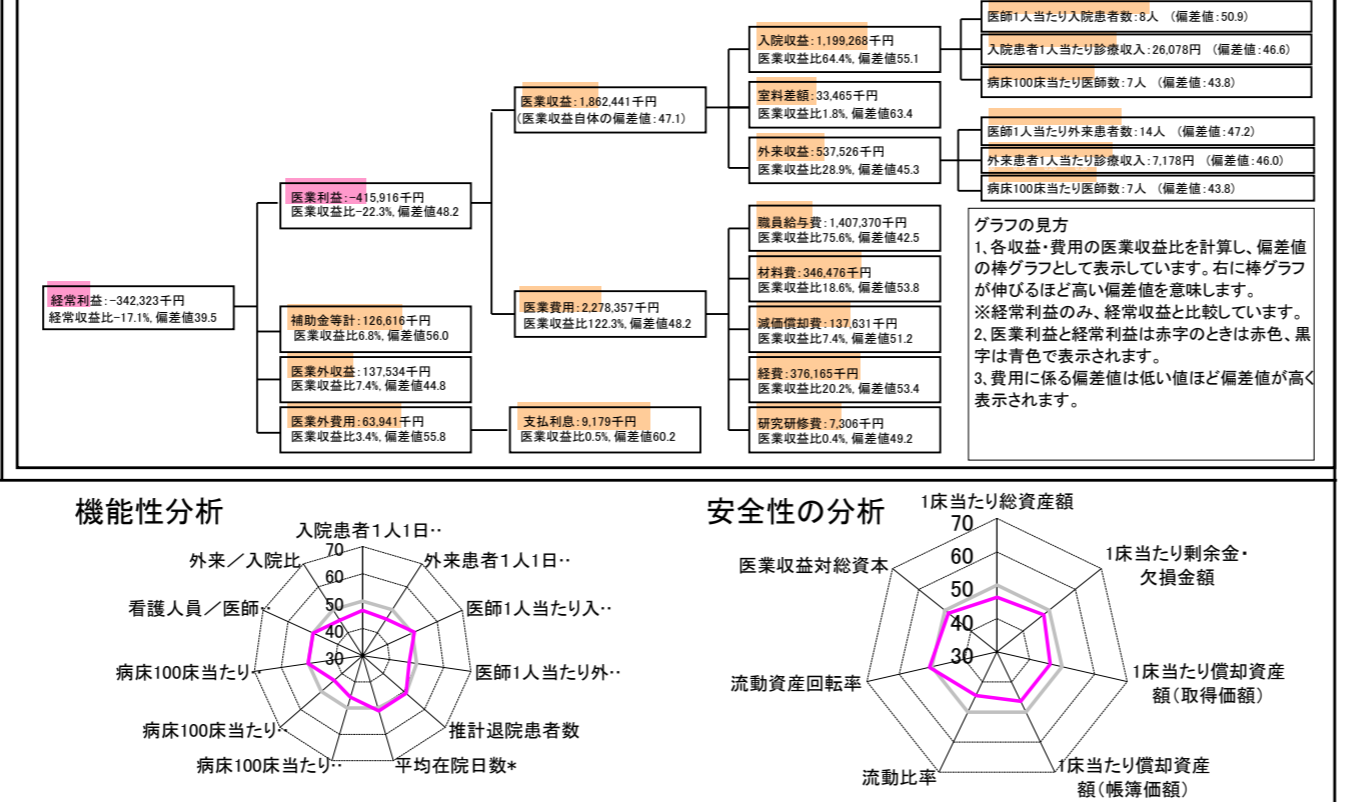 経常利益:-342,323千円
経常収比-17.1%, 偏差値39.5
医業利益:-415,916千円
医業収益比-22.3%, 偏差値48.2
補助金等計:126,616千円
医業収益比6.8%, 偏差値56.0
医業外収益:137,534千円
医業収益比7.4%, 偏差値44.8
医業外費用:63,941千円
医業収益比3.4%, 偏差値55.8
医業収益:1,862,441千円
(医業収益自体の偏差値:47.1)
医業費用:2,278,357千円
医業収益比122.3%, 偏差値48.2
支払利息:9,179千円
医業収益比0.5%, 偏差値60.2
入院収益:1,199,268千円
医業収益比64.4%, 偏差値55.1
室料差額:33,465千円
医業収益比1.8%, 偏差値63.4
外来収益:537,526千円
医業収益比28.9%, 偏差値45.3
職員給与費:1,407,370千円
医業収益比75.6%, 偏差値42.5
材料費:346,476千円
医業収益比18.6%, 偏差値53.8
減価償却費:137,631千円
医業収益比7.4%, 偏差値51.2
経費:376,165千円
医業収益比20.2%, 偏差値53.4
研究研修費:7,306千円
医業収益比0.4%, 偏差値49.2
医師1人当たり入院患者数:8人 (偏差値:50.9)
入院患者1人当たり診療収入:26,078円 (偏差値:46.6)
病床100床当たり医師数:7人 (偏差値:43.8)
医師1人当たり外来患者数:14人 (偏差値:47.2)
外来患者1人当たり診療収入:7,178円 (偏差値:46.0)
病床100床当たり医師数:7人 (偏差値:43.8)
グラフの見方
1、各収益・費用の医業収益比を計算し、偏差値
の棒グラフとして表示しています。右に棒グラフ
が伸びるほど高い偏差値を意味します。
※経常利益のみ、経常収益と比較しています。
2、医業利益と経常利益は赤字のときは赤色、黒
字は青色で表示されます。
3、費用に係る偏差値は低い値ほど偏差値が高く
表示されます。
機能性分析
入院患者1人1日‥
外来患者1人1日‥
医師1人当たり入‥
医師1人当たり外‥
推計退院患者数
平均在院日数*
病床100床当たり‥
病床100床当たり‥
病床100床当たり‥
看護人員/医師‥
外来/入院比
70
60
50
40
30
安全性の分析
1床当たり総資産額
1床当たり剰余金・
欠損金額
1床当たり償却資産
額(取得価額)
1床当たり償却資産
額(帳簿価額)
流動比率
流動資産回転率
医業収益対総資本
70
60
50
40
30